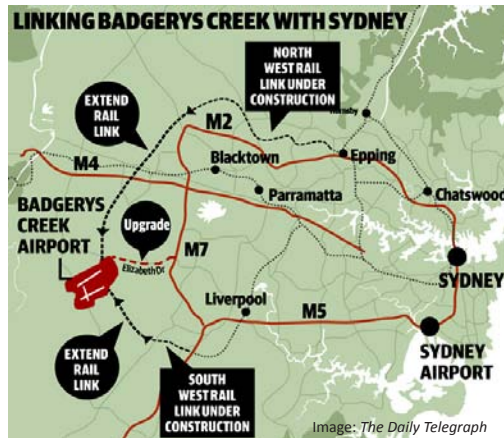 LINKING BADGERYS CREEK WITH SYDNEY
NORTH
WEST RAIL
LINK UNDER
CONSTRUCTION
EXTEND
RAIL
LINK
Hornsby
M2
M4
Blacktown
Epping
Parramatta
Chatswood
BADGERYS
CREEK
AIRPORT
Upgrade
Elizabeth Dr
M7
SYDNEY
Liverpool
M5
SYDNEY
AIRPORT
EXTEND
RAIL
LINK
SOUTH
WEST RAIL
LINK UNDER
CONSTRUCTION
Image: The Daily Telegraph